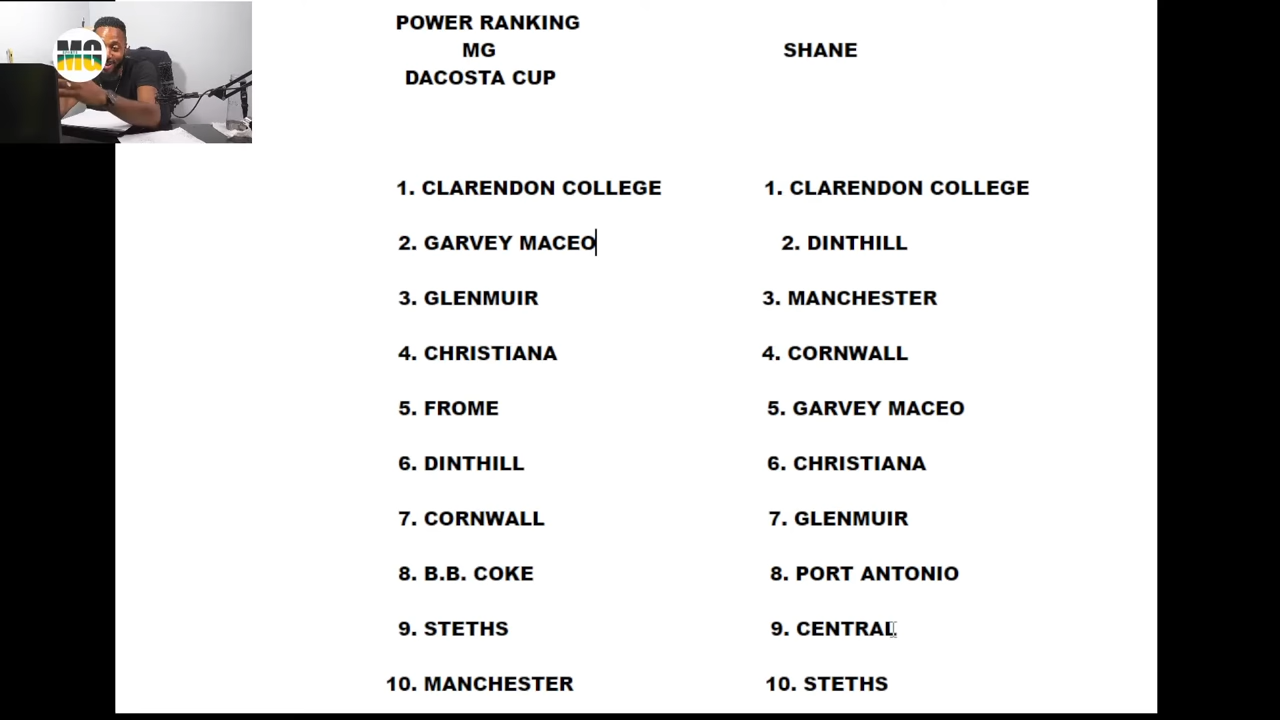 MG
POWER RANKING
MG
DACOSTA CUP
SHANE
1. CLARENDON COLLEGE
2. GARVEY MACEO
3. GLENMUIR
4. CHRISTIANA
5. FROME
6. DINTHILL
7. CORNWALL
8. B.B. COKE
9. STETHS
10. MANCHESTER
1. CLARENDON COLLEGE
2. DINTHILL
3. MANCHESTER
4. CORNWALL
5. GARVEY MACEO
6. CHRISTIANA
7. GLENMUIR
8. PORT ANTONIO
9. CENTRAL
10. STETHS